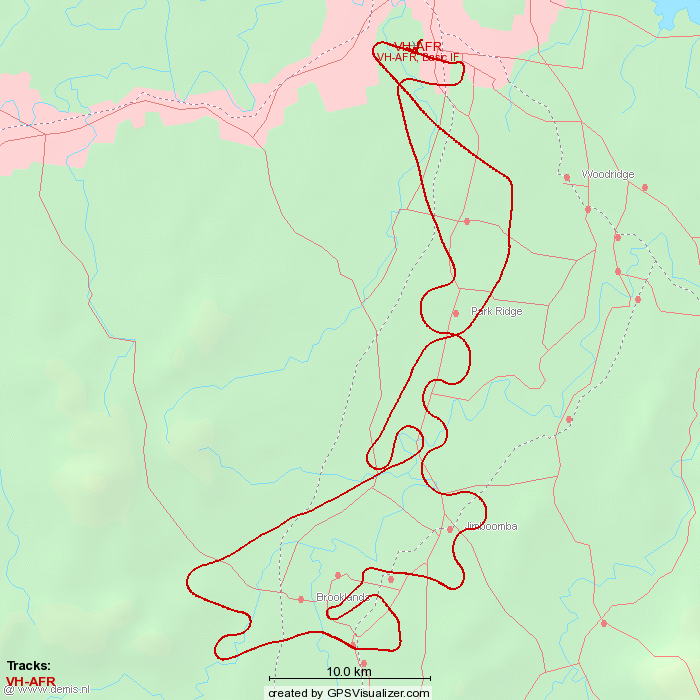 VH-AFR
VH-AFR, Basic IF
Woodridge
Park Ridge
Jimboomba
Brooklands
Tracks:
VH-AFR
@ www.demis.nl
10.0 km
created by GPSVisualizer.com